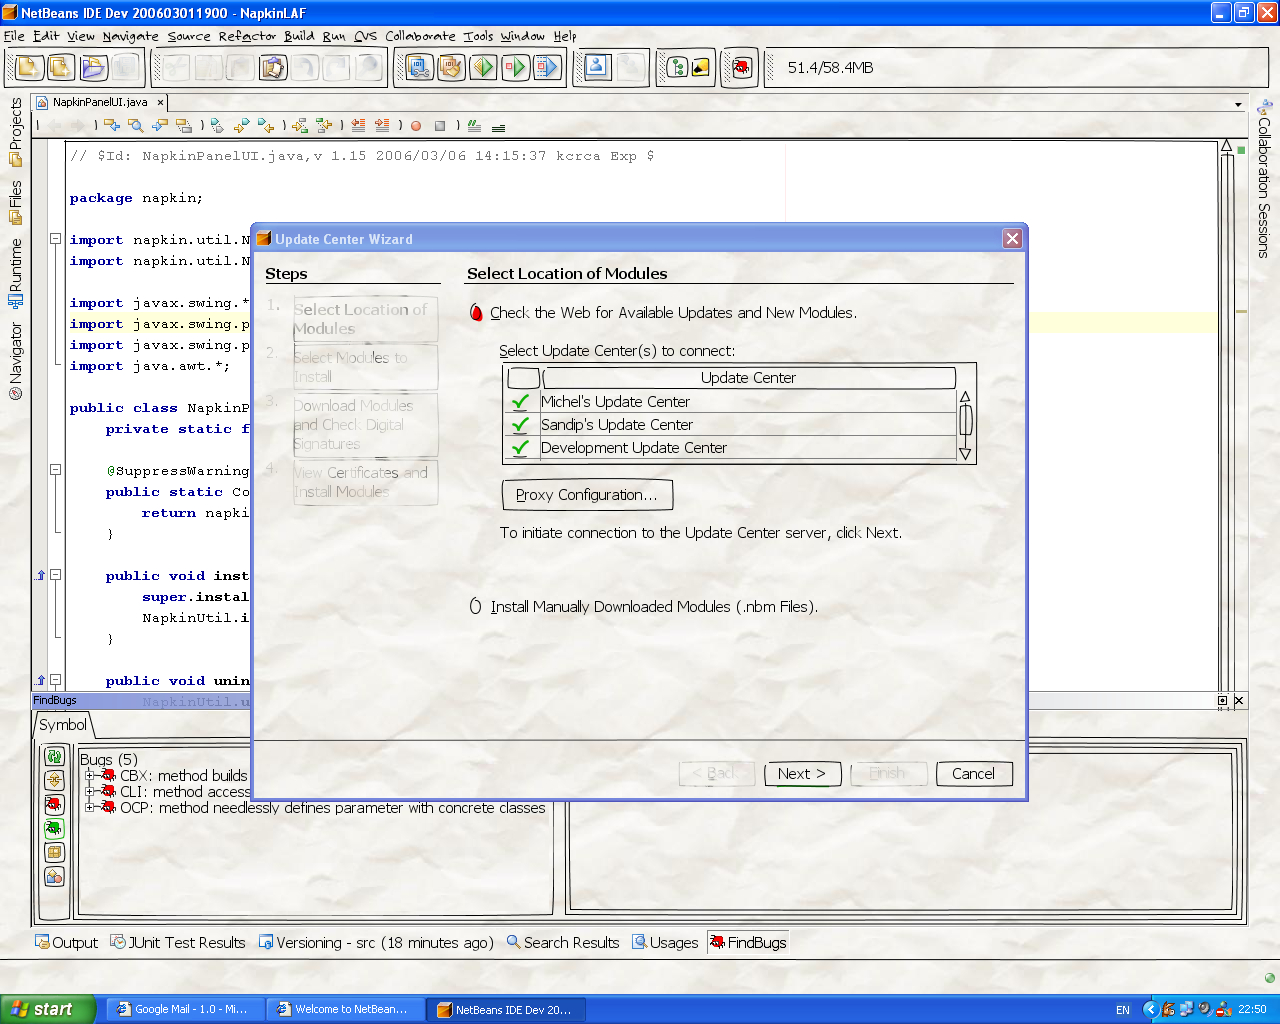 NetBeans IDE Dev 200603011900 - NapkinLAF
File Edit View Navigate Source Refactor Build Run CVS Collaborate Tools Window Help
51.4/58.4MB
NapkinPanelUI.java ×
Projects
Files
Runtime
Navigator
Collaboration Sessions
// $Id: NapkinPanelUI.java,v 1.15 2006/03/06 14:15:37 kcrca Exp $
package napkin;
import napkin.util.N
import napkin.util.N
import javax.swing.*
import javax.swing.p
import javax.swing.p
import java.awt.*;
public class NapkinP
private static f
@SuppressWarning
public static Co
return napki
}
public void inst
super.instal
NapkinUtil.i
}
public void unin
NapkinUtil.u
Update Center Wizard
Steps
1. Select Location of
Modules
2. Select Modules to
Install
3. Download Modules
and Check Digital
Signatures
4. View Certificates and
Install Modules
Select Location of Modules
Check the Web for Available Updates and New Modules.
Select Update Center(s) to connect:
Update Center
Michel's Update Center
Sandip's Update Center
Development Update Center
Proxy Configuration...
To initiate connection to the Update Center server, click Next.
Install Manually Downloaded Modules (.nbm Files).
< Back Next > Finish Cancel
FindBugs
Symbol
Bugs (5)
CBX: method builds
CLI: method access
OCP: method needlessly defines parameter with concrete classes
Output JUnit Test Results Versioning - src (18 minutes ago) Search Results Usages FindBugs
start Google Mail - 1.0 - Mi... Welcome to NetBean... NetBeans IDE Dev 20... EN 22:50